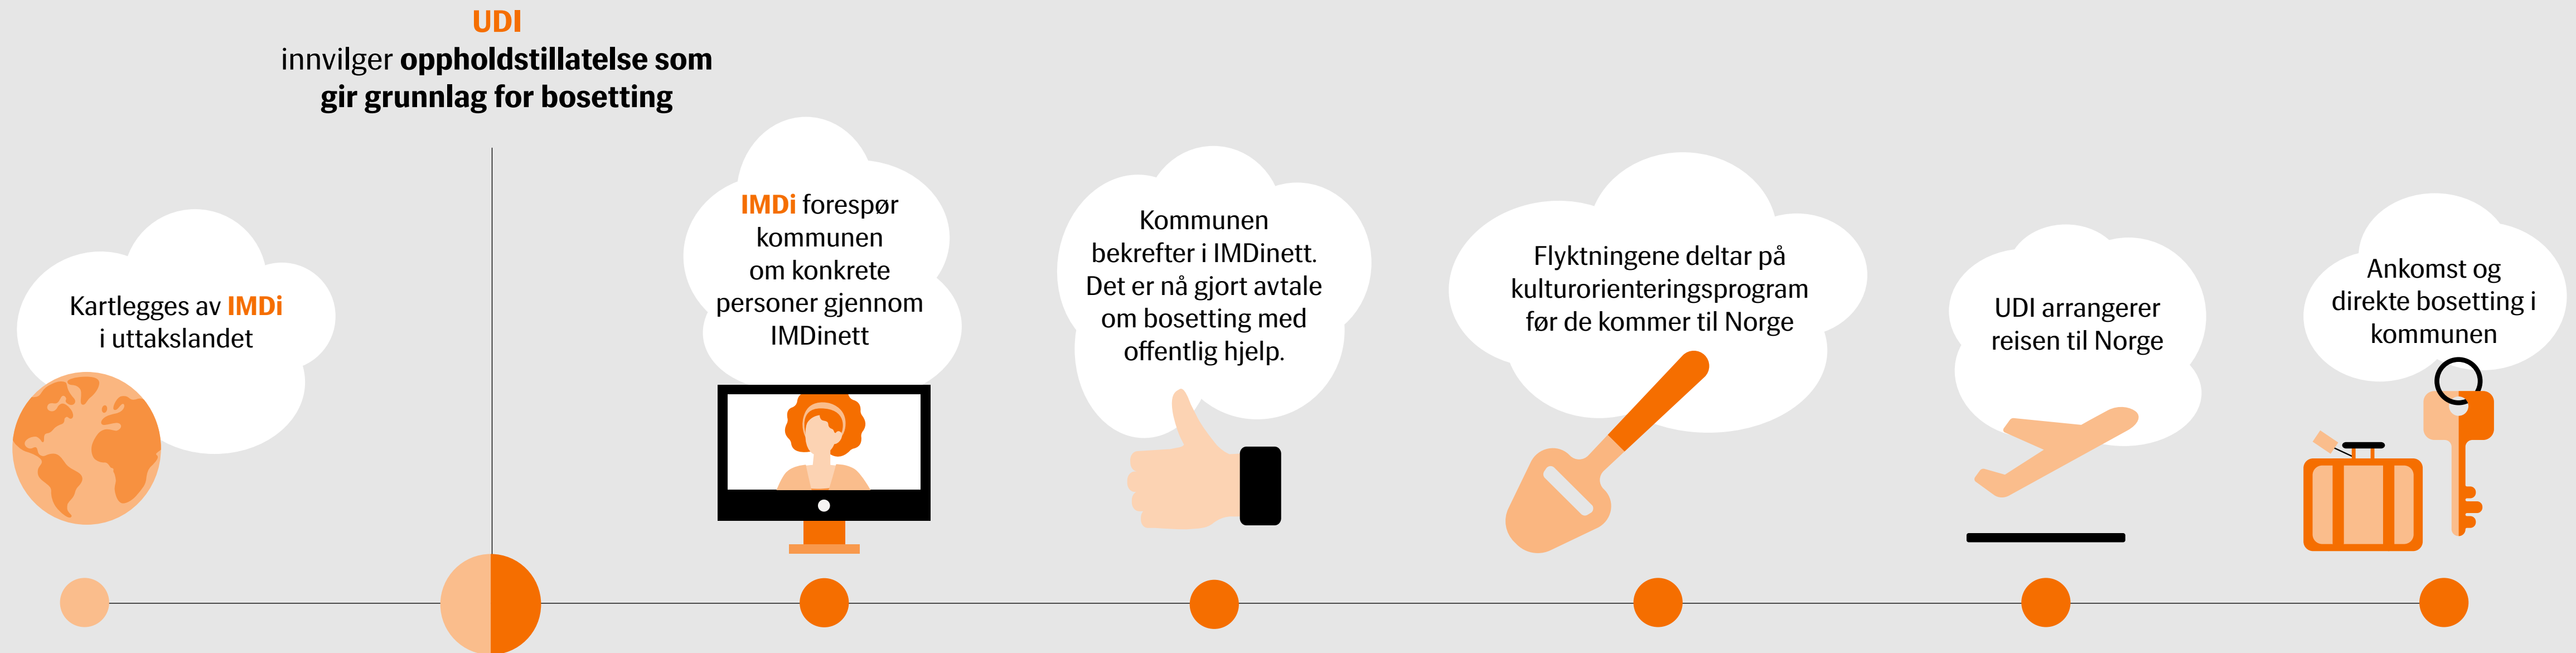 UDI
innvilger oppholdstillatelse som
gir grunnlag for bosetting
Kartlegges av IMDi
i uttakslandet
IMDi forespør
kommunen
om konkrete
personer gjennom
IMDinett
Kommunen
bekrefter i IMDinett.
Det er nå gjort avtale
om bosetting med
offentlig hjelp.
Flyktningene deltar på
kulturorienteringsprogram
før de kommer til Norge
UDI arrangerer
reisen til Norge
Ankomst og
direkte bosetting i
kommunen